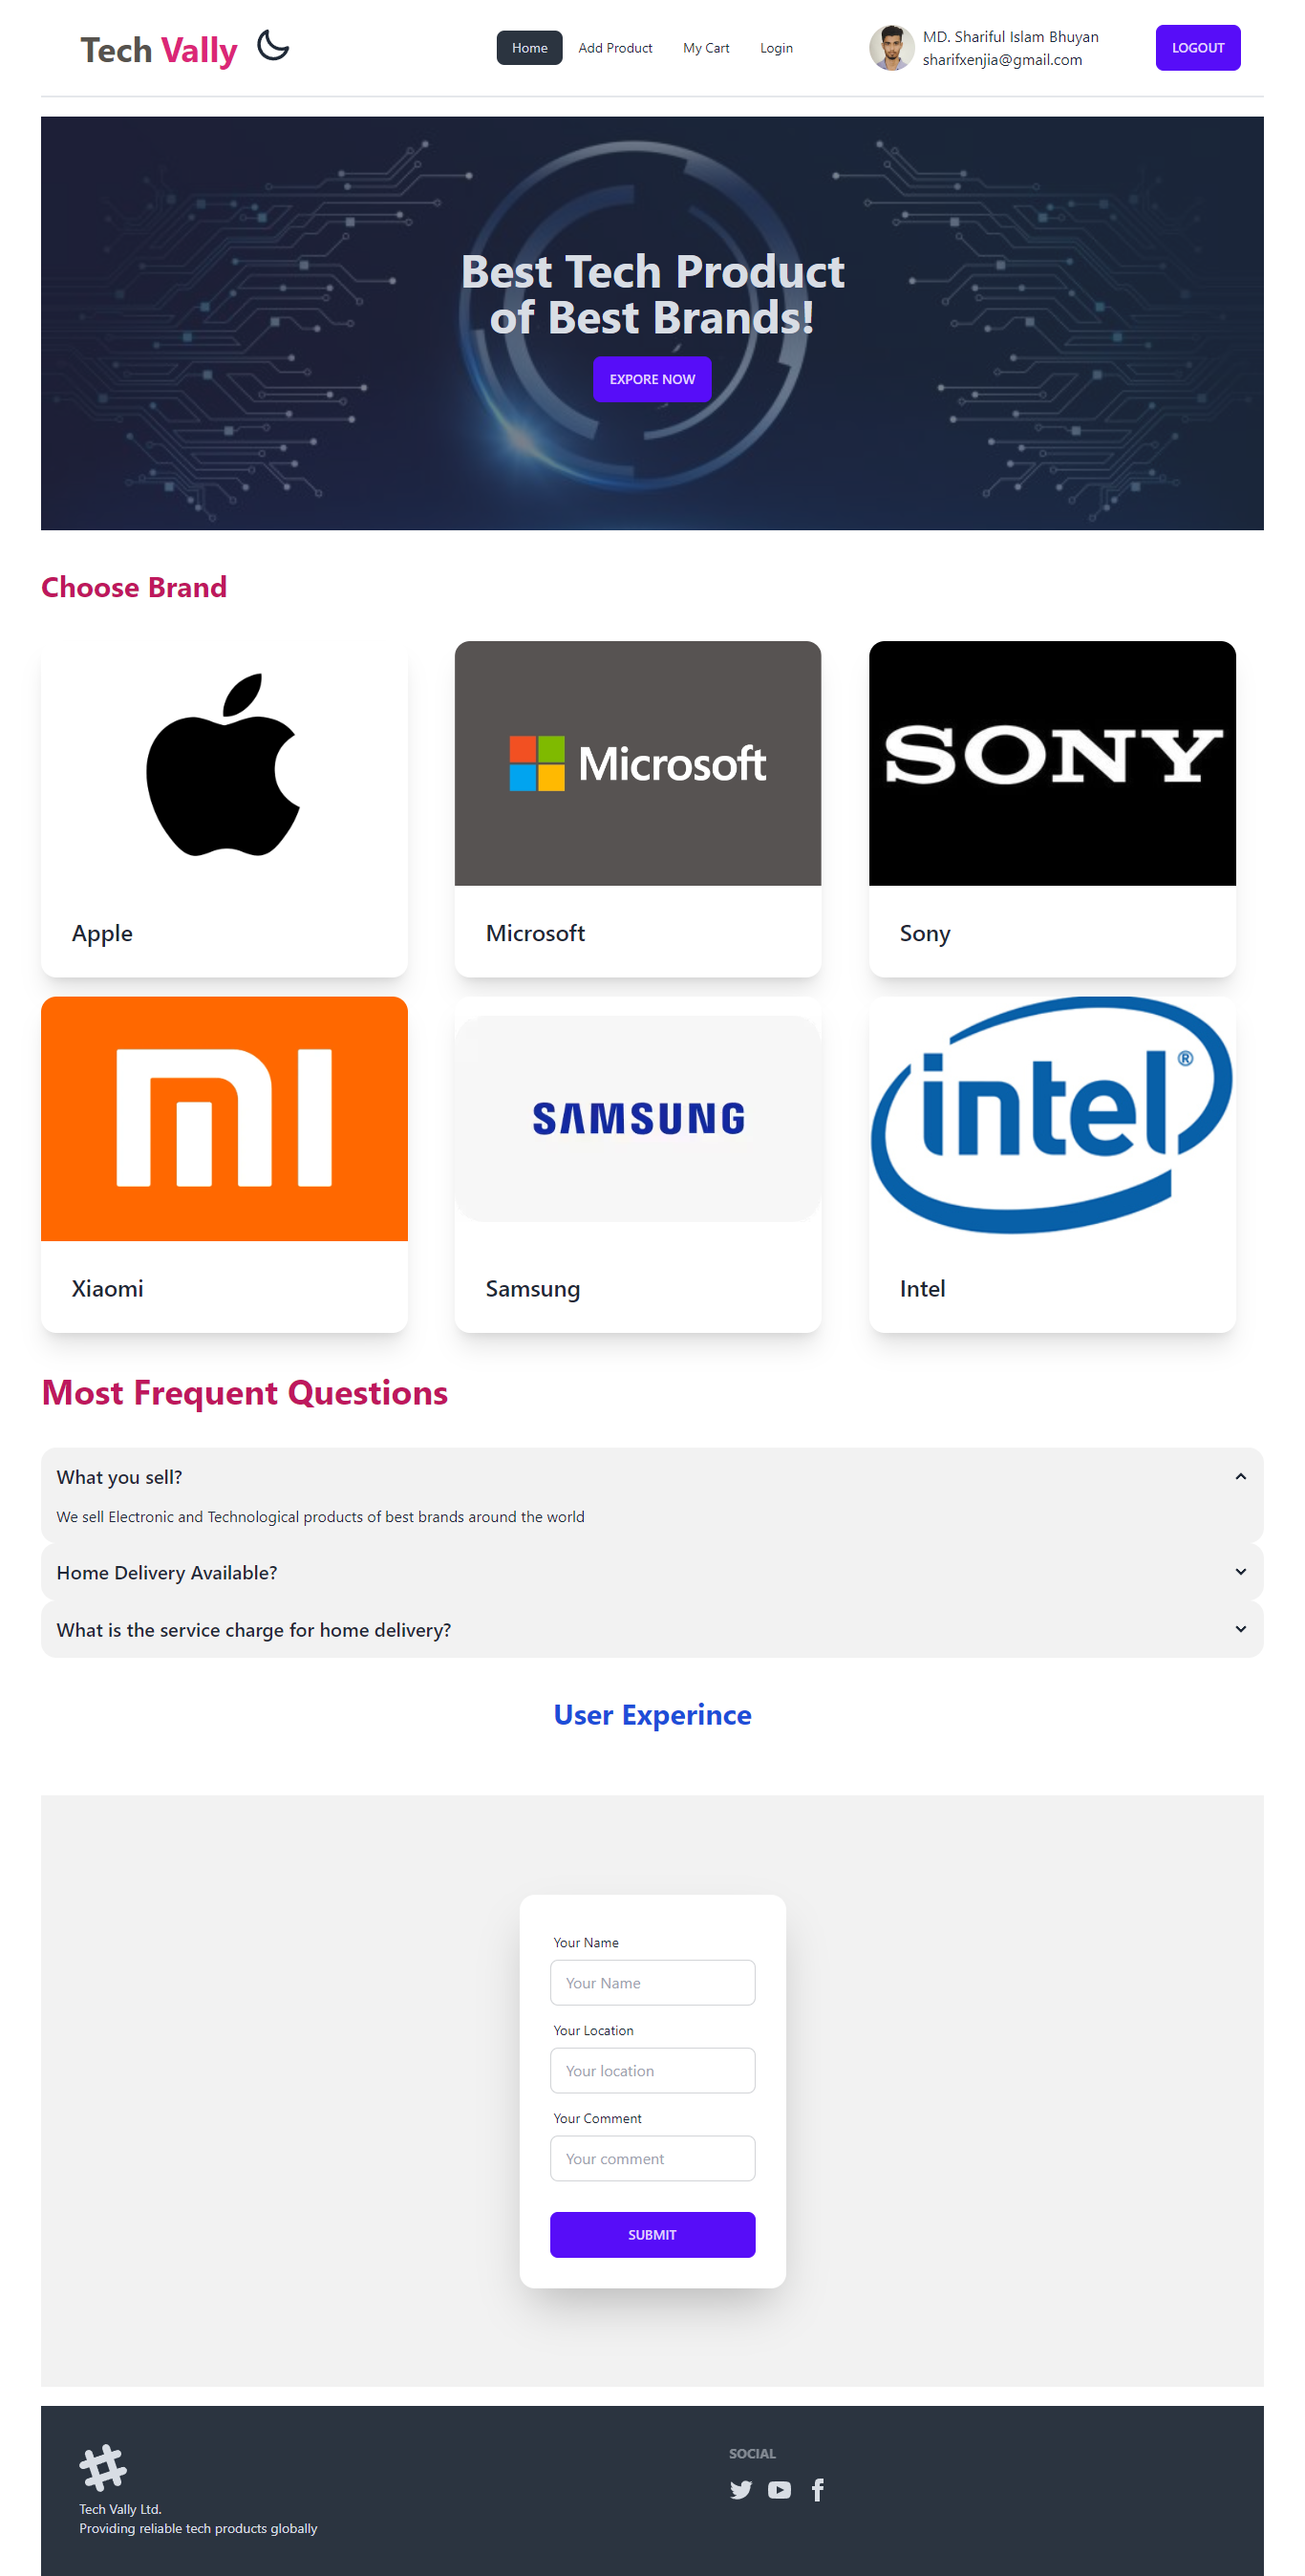 Tech Vally
Home
Add Product
My Cart
Login
MD. Shariful Islam Bhuyan
sharifxenjia@gmail.com
LOGOUT
Best Tech Product
of Best Brands!
EXPORE NOW
Choose Brand
Microsoft
SONY
Apple
Microsoft
Sony
mi
SAMSUNG
intel®
Xiaomi
Samsung
Intel
Most Frequent Questions
What you sell?
We sell Electronic and Technological products of best brands around the world
Home Delivery Available?
What is the service charge for home delivery?
User Experince
Your Name
Your Name
Your Location
Your location
Your Comment
Your comment
SUBMIT
SOCIAL
Tech Vally Ltd.
Providing reliable tech products globally